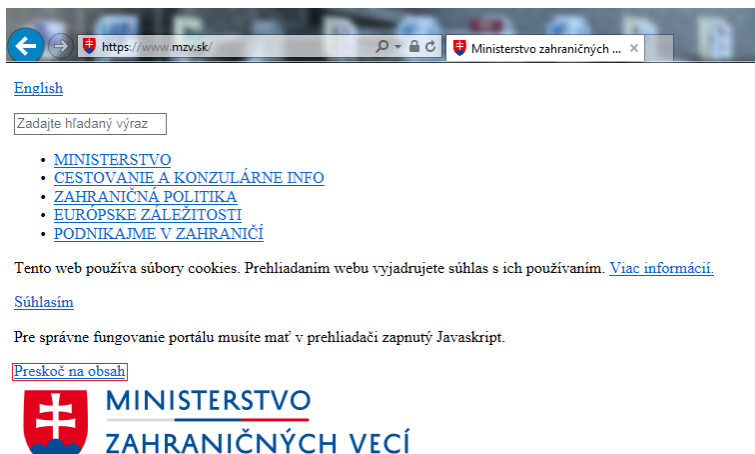 https://www.mzv.sk/
Ministerstvo zahraničných ...
English
Zadajte hľadaný výraz
MINISTERSTVO
CESTOVANIE A KONZULÁRNE INFO
ZAHRANIČNÁ POLITIKA
EURÓPSKE ZÁLEŽITOSTI
PODNIKAJME V ZAHRANIČÍ
Tento web používa súbory cookies. Prehliadaním webu vyjadrujete súhlas s ich používaním. Viac informácií.
Súhlasím
Pre správne fungovanie portálu musíte mať v prehliadači zapnutý Javaskript.
Preskoč na obsah
MINISTERSTVO
ZAHRANIČNÝCH VECÍ